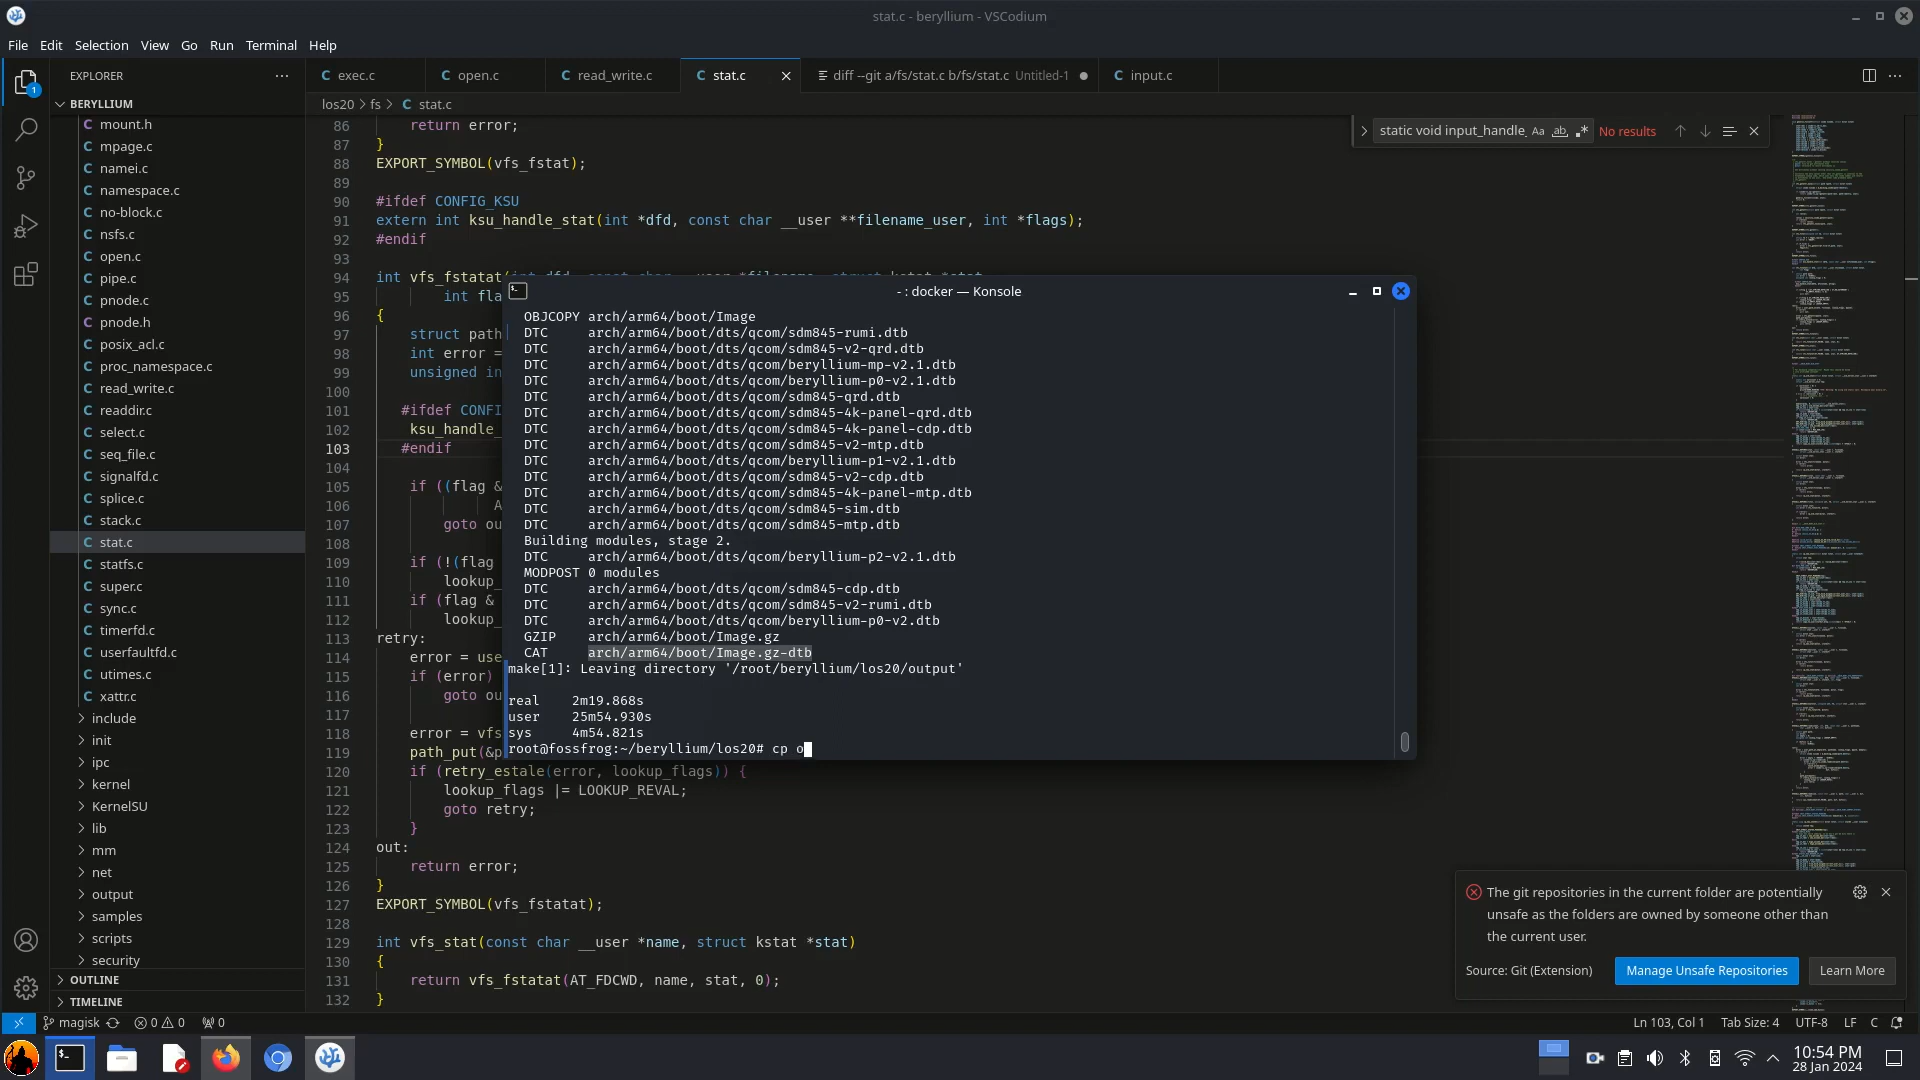 stat.c - beryllium - VSCodium
File Edit Selection View Go Run Terminal Help
EXPLORER
BERYLLIUM
mount.h
mpage.c
namei.c
namespace.c
no-block.c
nsfs.c
open.c
pipe.c
pnode.c
pnode.h
posix_acl.c
proc_namespace.c
read_write.c
readdir.c
select.c
seq_file.c
signalfd.c
splice.c
stack.c
stat.c
statfs.c
super.c
sync.c
timerfd.c
userfaultfd.c
utimes.c
xattr.c
include
init
ipc
kernel
KernelSU
lib
mm
net
output
samples
scripts
security
OUTLINE
TIMELINE
C exec.c C open.c C read_write.c C stat.c diff --git a/fs/stat.c b/fs/stat.c Untitled-1 C input.c
los20 > fs > C stat.c
static void input_handle_ Aa ab .* No results
86 return error;
87 }
88 EXPORT_SYMBOL(vfs_fstat);
89
90 #ifdef CONFIG_KSU
91 extern int ksu_handle_stat(int *dfd, const char __user **filename_user, int *flags);
92 #endif
93
94 int vfs_fstatat(int dfd, const char __user *filename, struct kstat *stat,
95 int fla
96 {
97 struct path
98 int error =
99 unsigned in
100
101 #ifdef CONFI
102 ksu_handle_
103 #endif
104
105 if ((flag &
106 A
107 goto ou
108
109 if (!(flag
110 lookup_
111 if (flag &
112 lookup_
113 retry:
114 error = use
115 if (error)
116 goto ou
117
118 error = vfs
119 path_put(&p
120 if (retry_estale(error, lookup_flags)) {
121 lookup_flags |= LOOKUP_REVAL;
122 goto retry;
123 }
124 out:
125 return error;
126 }
127 EXPORT_SYMBOL(vfs_fstatat);
128
129 int vfs_stat(const char __user *name, struct kstat *stat)
130 {
131 return vfs_fstatat(AT_FDCWD, name, stat, 0);
132 }
- : docker — Konsole
OBJCOPY arch/arm64/boot/Image
DTC arch/arm64/boot/dts/qcom/sdm845-rumi.dtb
DTC arch/arm64/boot/dts/qcom/sdm845-v2-qrd.dtb
DTC arch/arm64/boot/dts/qcom/beryllium-mp-v2.1.dtb
DTC arch/arm64/boot/dts/qcom/beryllium-p0-v2.1.dtb
DTC arch/arm64/boot/dts/qcom/sdm845-qrd.dtb
DTC arch/arm64/boot/dts/qcom/sdm845-4k-panel-qrd.dtb
DTC arch/arm64/boot/dts/qcom/sdm845-4k-panel-cdp.dtb
DTC arch/arm64/boot/dts/qcom/sdm845-v2-mtp.dtb
DTC arch/arm64/boot/dts/qcom/beryllium-p1-v2.1.dtb
DTC arch/arm64/boot/dts/qcom/sdm845-v2-cdp.dtb
DTC arch/arm64/boot/dts/qcom/sdm845-4k-panel-mtp.dtb
DTC arch/arm64/boot/dts/qcom/sdm845-sim.dtb
DTC arch/arm64/boot/dts/qcom/sdm845-mtp.dtb
Building modules, stage 2.
DTC arch/arm64/boot/dts/qcom/beryllium-p2-v2.1.dtb
MODPOST 0 modules
DTC arch/arm64/boot/dts/qcom/sdm845-cdp.dtb
DTC arch/arm64/boot/dts/qcom/sdm845-v2-rumi.dtb
DTC arch/arm64/boot/dts/qcom/beryllium-p0-v2.dtb
GZIP arch/arm64/boot/Image.gz
CAT arch/arm64/boot/Image.gz-dtb
make[1]: Leaving directory '/root/beryllium/los20/output'
real 2m19.868s
user 25m54.930s
sys 4m54.821s
root@fossfrog:~/beryllium/los20# cp o
The git repositories in the current folder are potentially
unsafe as the folders are owned by someone other than
the current user.
Source: Git (Extension) Manage Unsafe Repositories Learn More
magisk 0 0 0 Ln 103, Col 1 Tab Size: 4 UTF-8 LF C
10:54 PM
28 Jan 2024